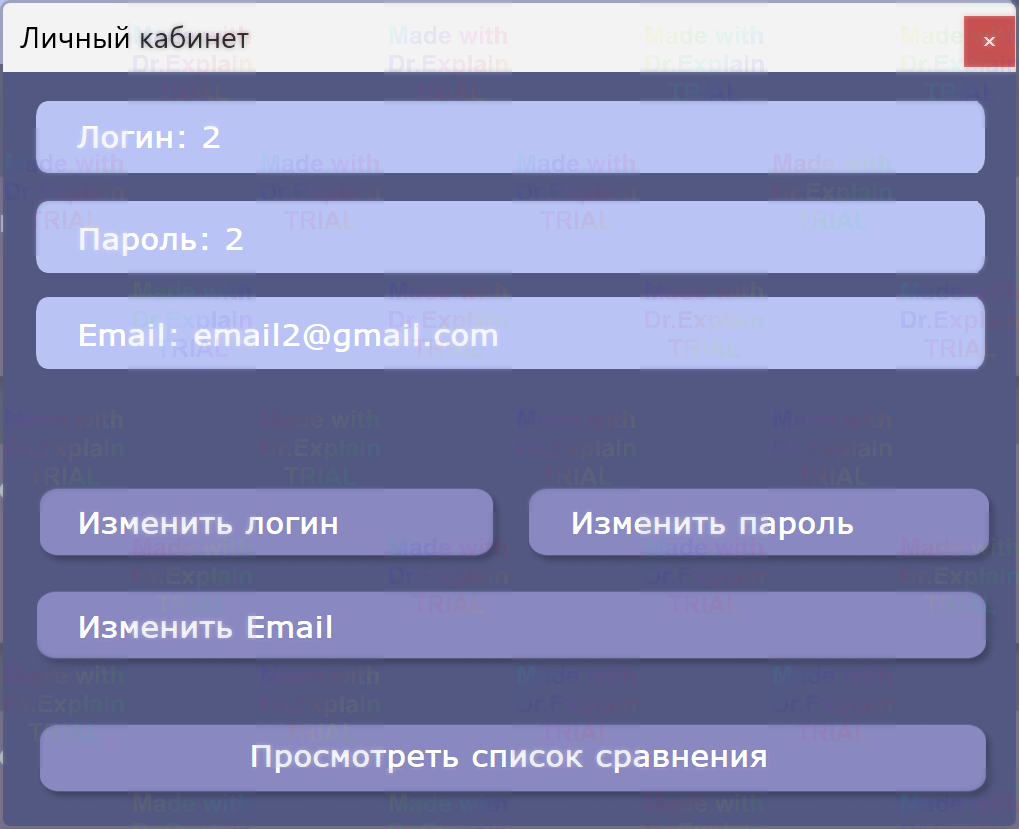 Личный кабинет
×
Логин: 2
Пароль: 2
Email: email2@gmail.com
Изменить логин
Изменить пароль
Изменить Email
Просмотреть список сравнения
Made with
Dr.Explain
TRIAL